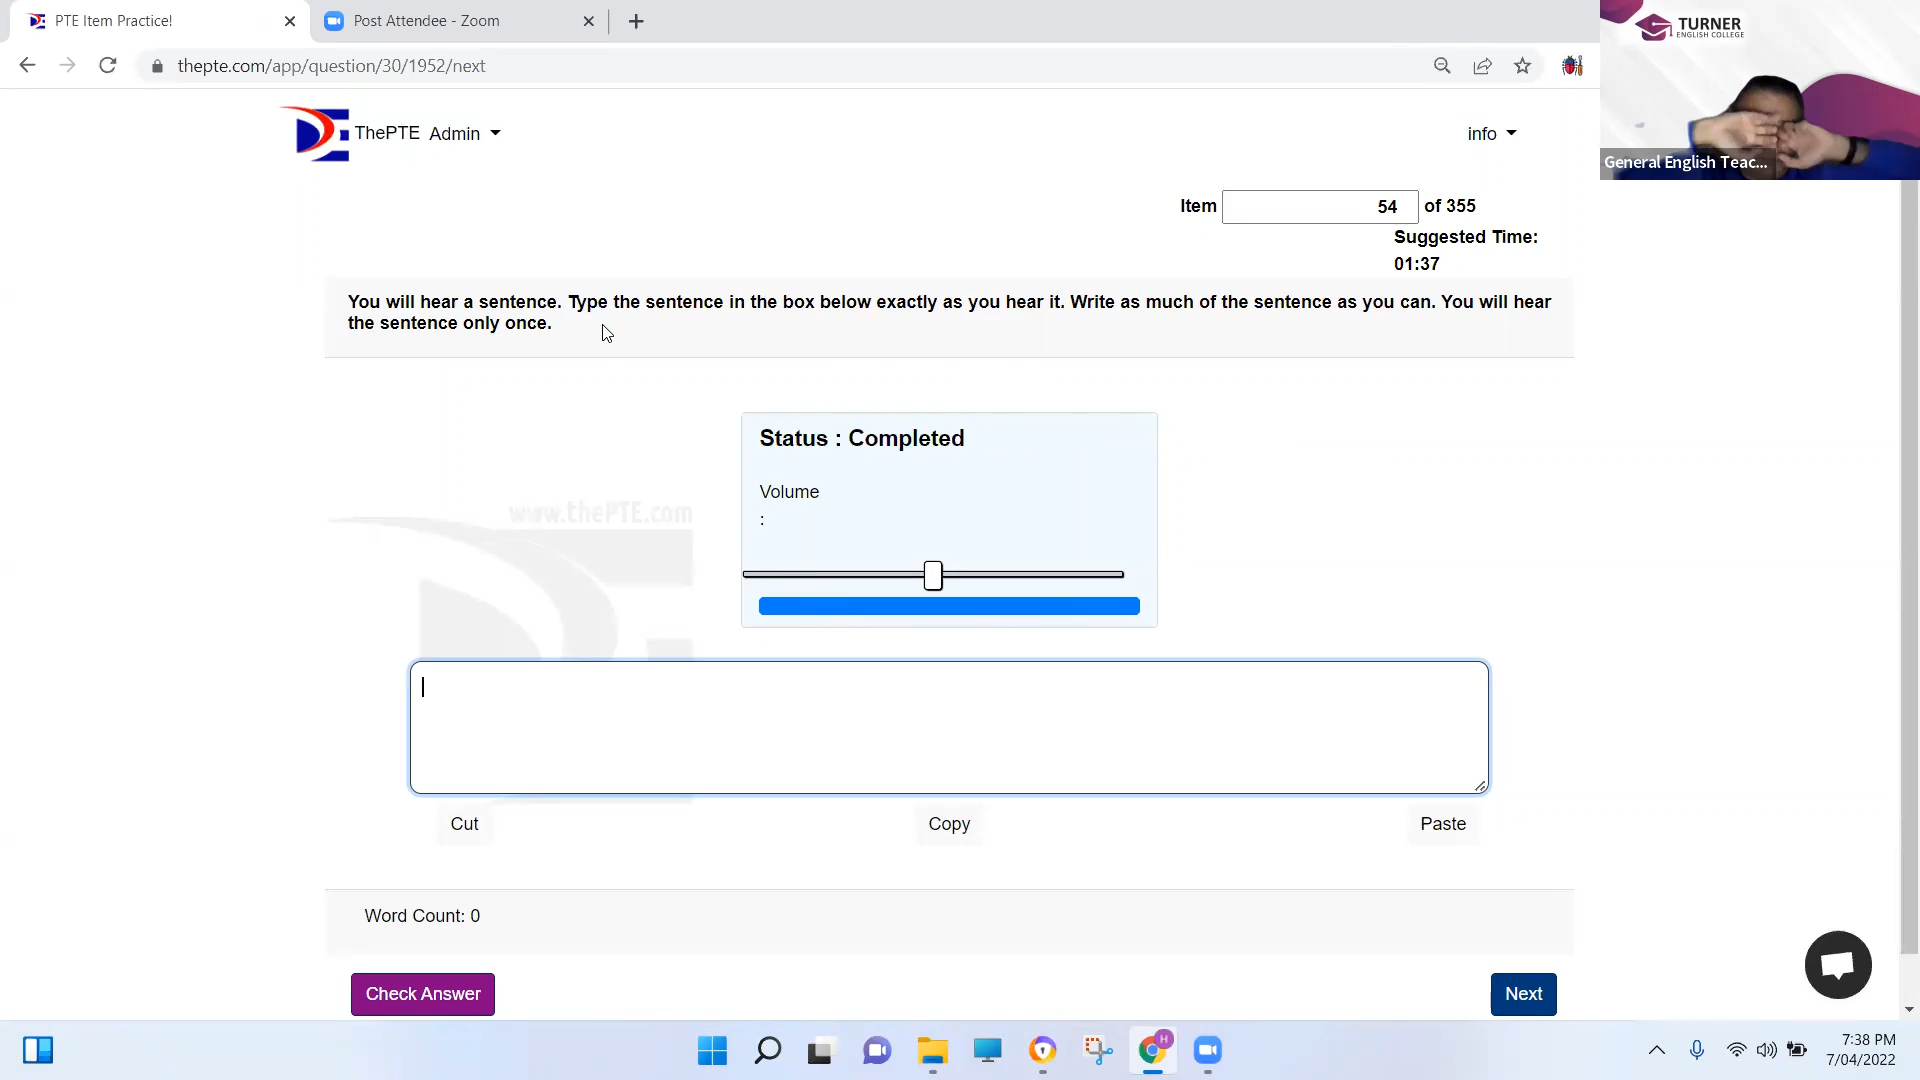 PTE Item Practice!
Post Attendee - Zoom
thepte.com/app/question/30/1952/next
TURNER
ENGLISH COLLEGE
General English Teac...
ThePTE Admin
info
Item 54 of 355
Suggested Time:
01:37
You will hear a sentence. Type the sentence in the box below exactly as you hear it. Write as much of the sentence as you can. You will hear
the sentence only once.
Status : Completed
Volume
:
www.thePTE.com
Cut
Copy
Paste
Word Count: 0
Check Answer
Next
H
7:38 PM
7/04/2022